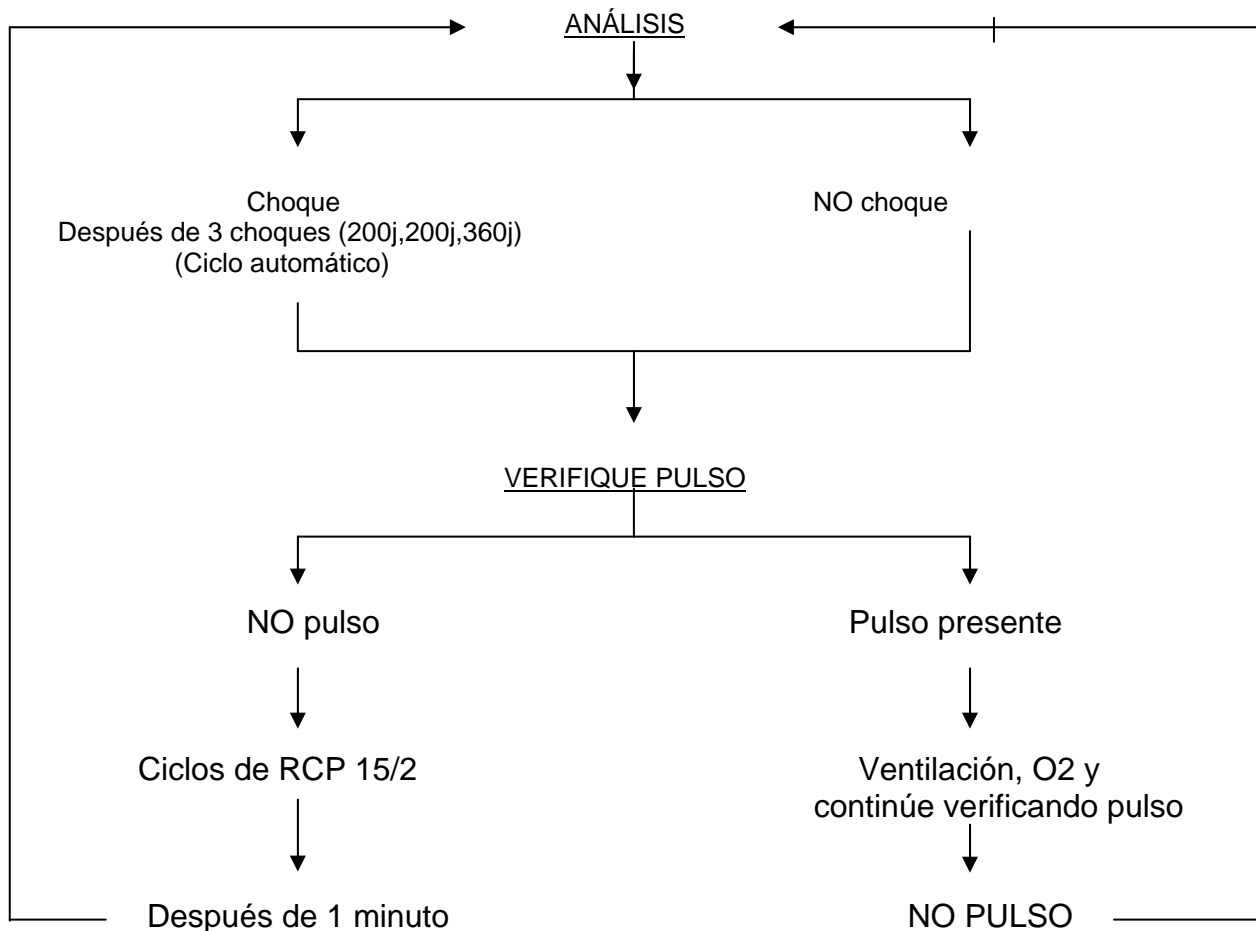 ANÁLISIS
Choque
Después de 3 choques (200j,200j,360j)
(Ciclo automático)
NO choque
VERIFIQUE PULSO
NO pulso
Pulso presente
Ciclos de RCP 15/2
Ventilación, O2 y
continúe verificando pulso
Después de 1 minuto
NO PULSO